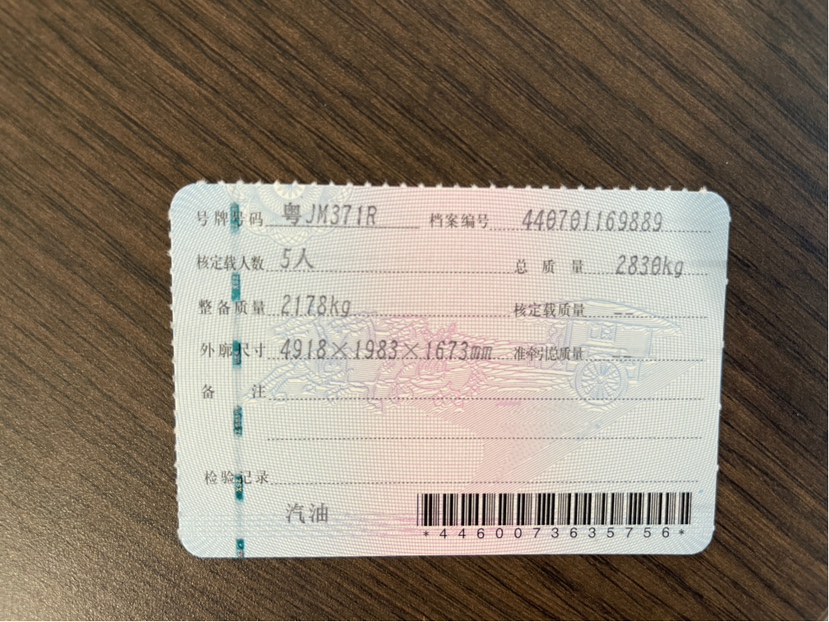 号牌号码 粤JM371R 档案编号 440701169889
核定载人数 5人 总质量 2830kg
整备质量 2178kg 核定载质量 --
外廓尺寸 4918×1983×1673mm 准牵引总质量 --
备注
检验记录
汽油
*4460073635756*